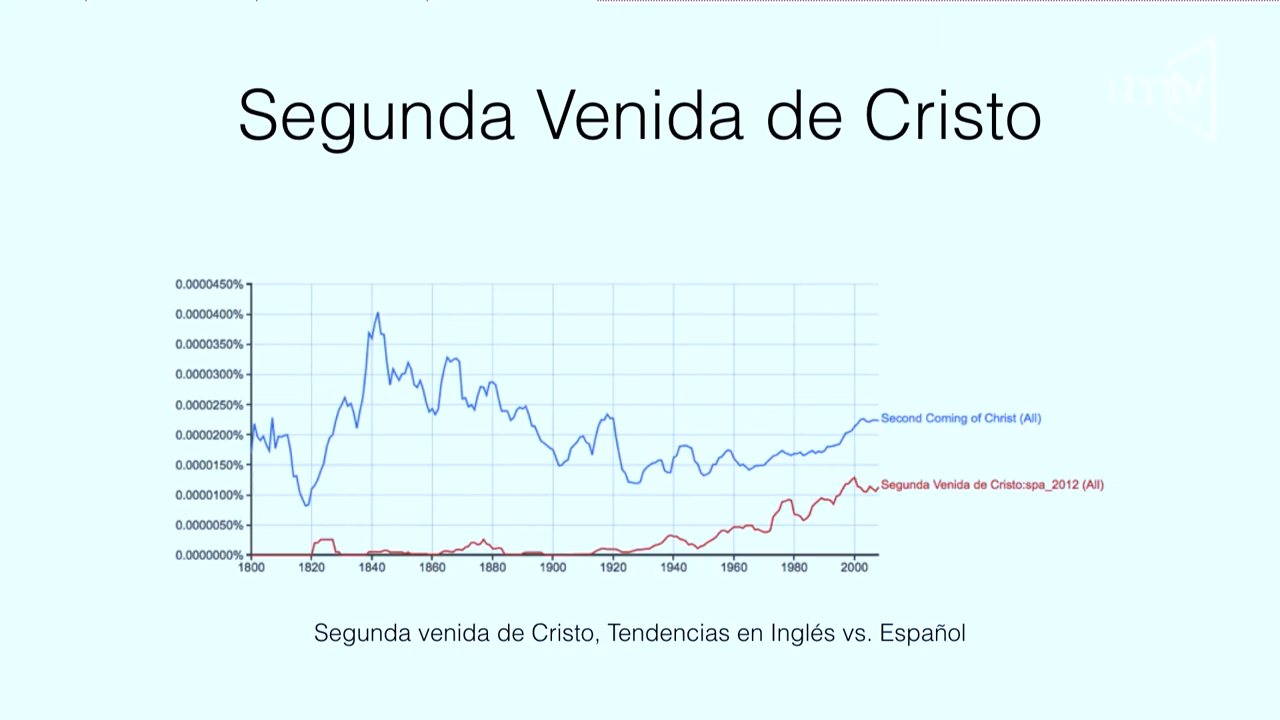 Segunda Venida de Cristo
0.0000450%
0.0000400%
0.0000350%
0.0000300%
0.0000250%
0.0000200%
0.0000150%
0.0000100%
0.0000050%
0.0000000%
1800 1820 1840 1860 1880 1900 1920 1940 1960 1980 2000
Second Coming of Christ (All)
Segunda Venida de Cristo:spa_2012 (All)
Segunda venida de Cristo, Tendencias en Inglés vs. Español